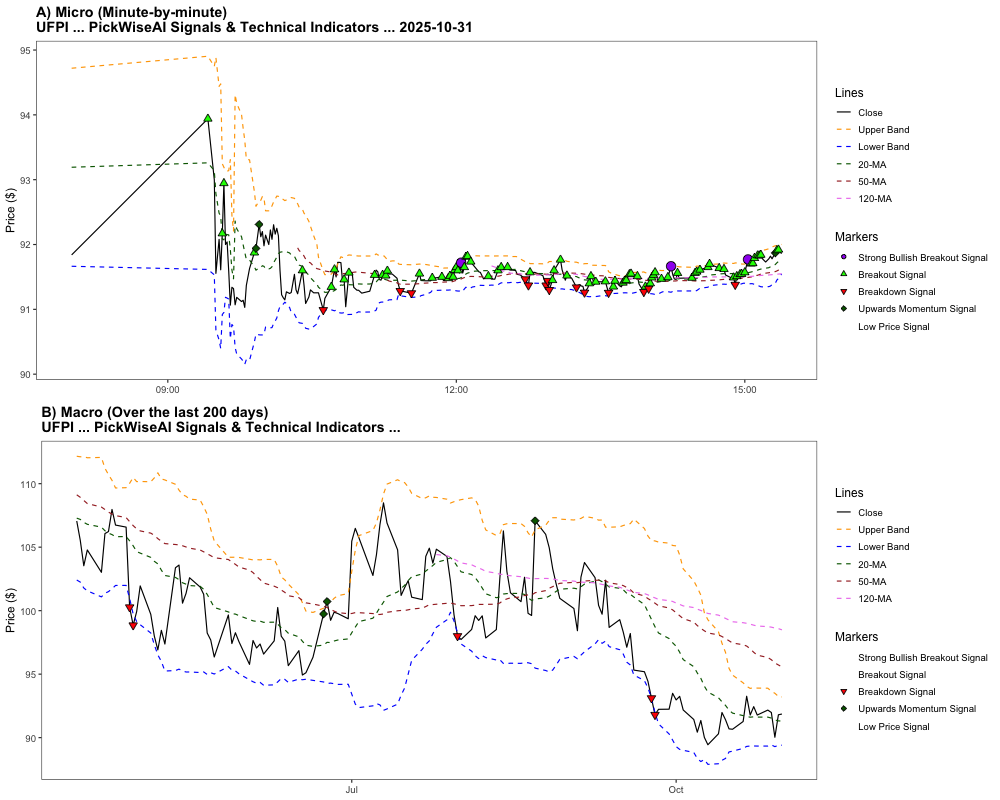 A) Micro (Minute-by-minute)
UFPI ... PickWiseAI Signals & Technical Indicators ... 2025-10-31
95
94
93
92
91
90
Price ($)
09:00
12:00
15:00
Lines
Close
Upper Band
Lower Band
20-MA
50-MA
120-MA
Markers
Strong Bullish Breakout Signal
Breakout Signal
Breakdown Signal
Upwards Momentum Signal
Low Price Signal
B) Macro (Over the last 200 days)
UFPI ... PickWiseAI Signals & Technical Indicators ...
110
105
100
95
90
Price ($)
Jul
Oct
Lines
Close
Upper Band
Lower Band
20-MA
50-MA
120-MA
Markers
Strong Bullish Breakout Signal
Breakout Signal
Breakdown Signal
Upwards Momentum Signal
Low Price Signal